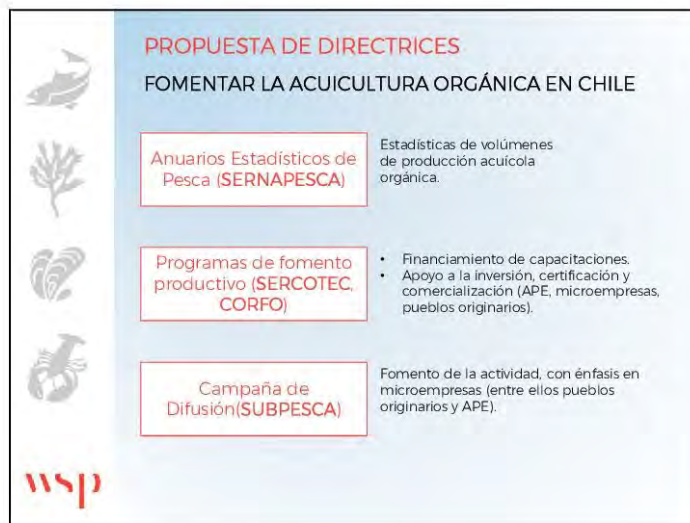 PROPUESTA DE DIRECTRICES
FOMENTAR LA ACUICULTURA ORGÁNICA EN CHILE
Anuarios Estadísticos de
Pesca (SERNAPESCA)
Estadísticas de volúmenes
de producción acuícola
orgánica.
Programas de fomento
productivo (SERCOTEC,
CORFO)
• Financiamiento de capacitaciones.
• Apoyo a la inversión, certificación y
comercialización (APE, microempresas,
pueblos originarios).
Campaña de
Difusión(SUBPESCA)
Fomento de la actividad, con énfasis en
microempresas (entre ellos pueblos
originarios y APE).
wsp